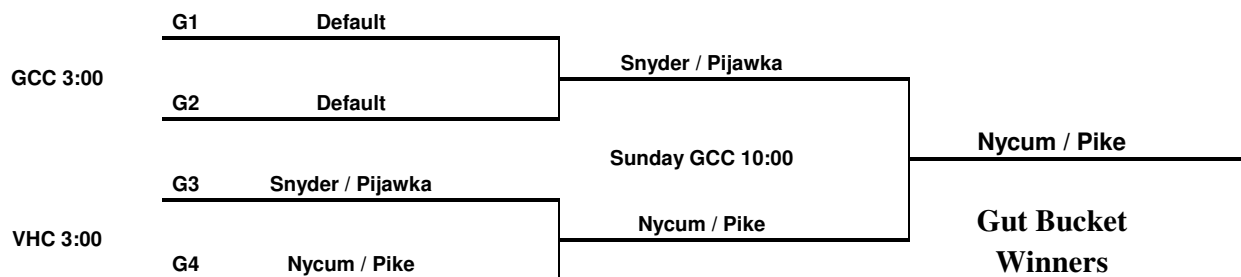 G1 Default
Snyder / Pijawka
GCC 3:00
G2 Default
Nycum / Pike
Sunday GCC 10:00
G3 Snyder / Pijawka
Nycum / Pike
Gut Bucket
VHC 3:00
Winners
G4 Nycum / Pike